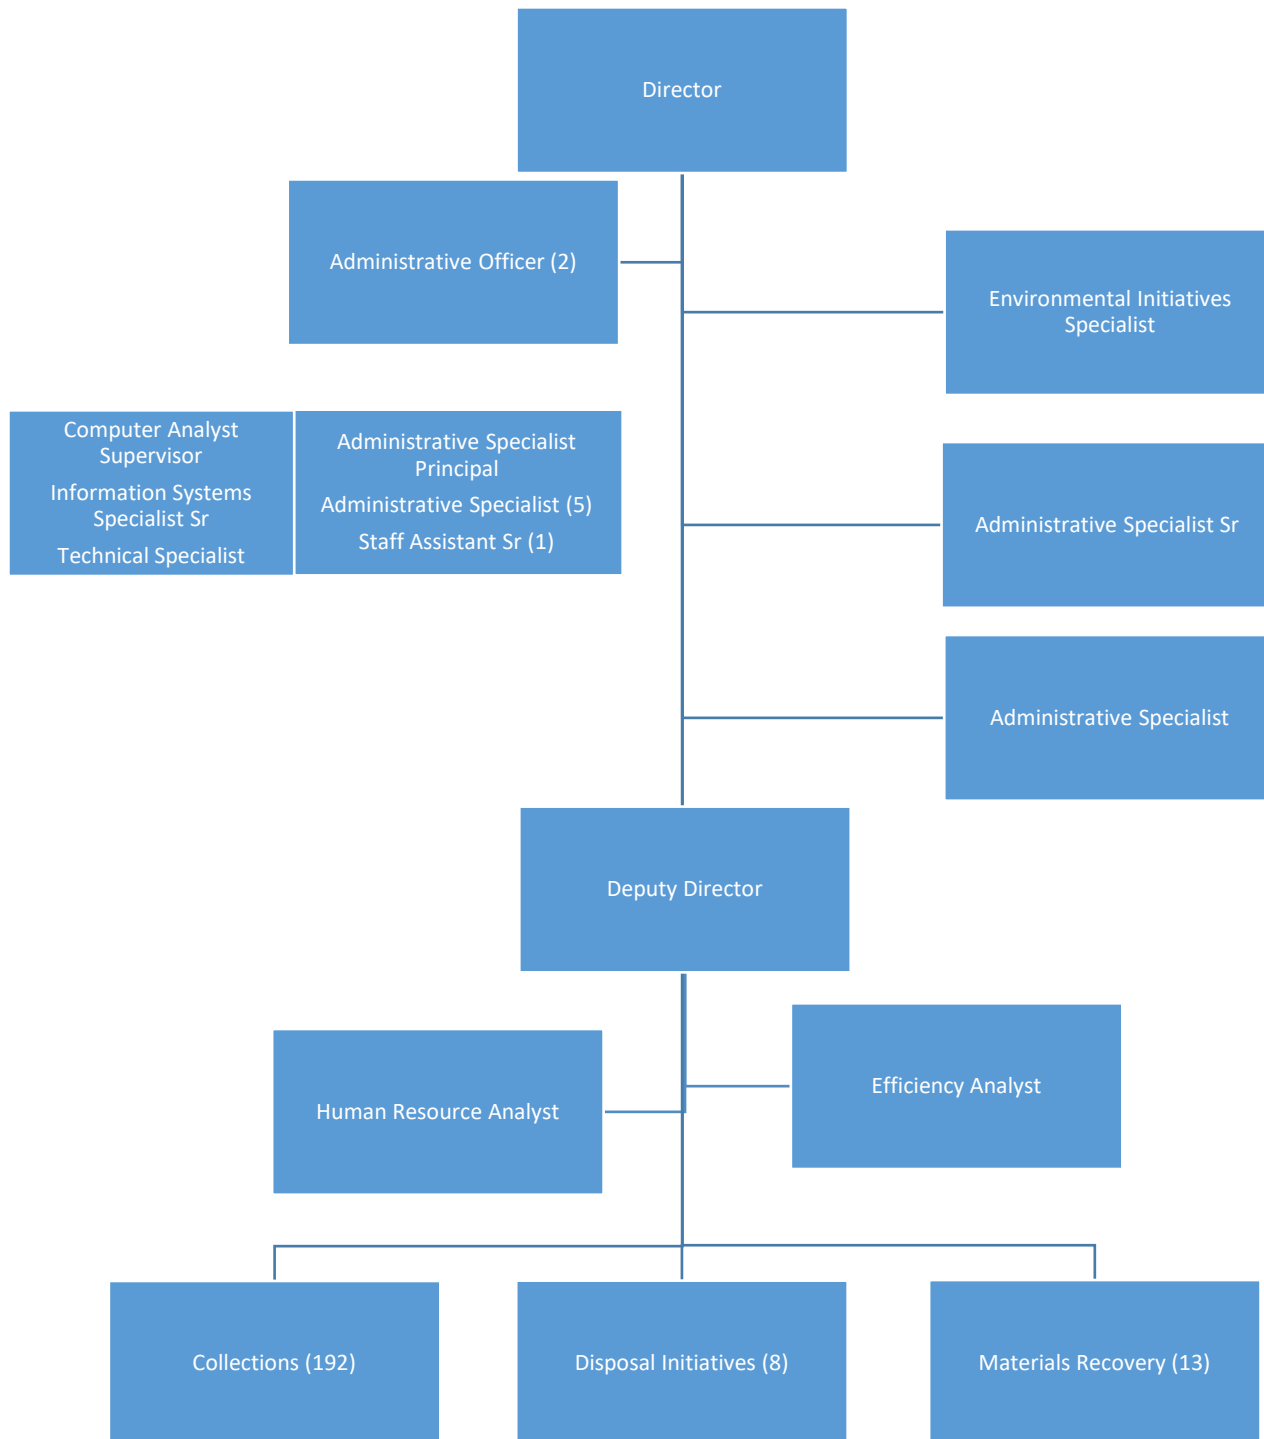 Director
Administrative Officer (2)
Environmental Initiatives
Specialist
Computer Analyst
Supervisor
Information Systems
Specialist Sr
Technical Specialist
Administrative Specialist
Principal
Administrative Specialist (5)
Staff Assistant Sr (1)
Administrative Specialist Sr
Administrative Specialist
Deputy Director
Human Resource Analyst
Efficiency Analyst
Collections (192)
Disposal Initiatives (8)
Materials Recovery (13)